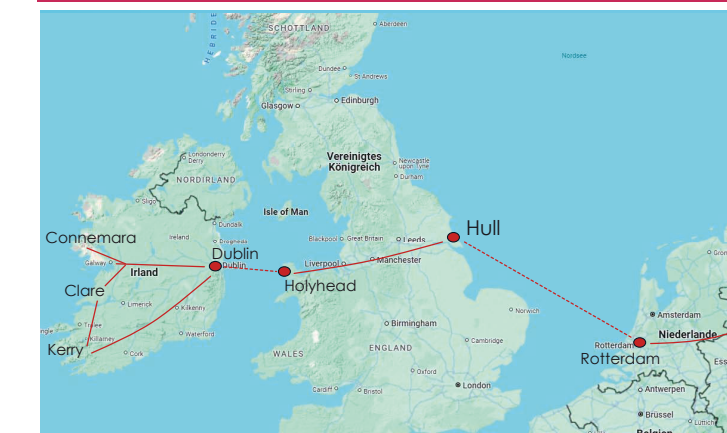 HEBRIDE
SCHOTTLAND
Aberdeen
Nordsee
Dundee
St Andrews
Stirling
Glasgow
Edinburgh
Londonderry
Derry
Vereinigtes
Königreich
Newcastle
upon Tyne
Durham
NORDIRLAND
Sligo
Isle of Man
Dundalk
Connemara
Ireland
Drogheda
Blackpool
Great Britain
Leeds
Hull
Dublin
Dublin
Galway
Irland
Liverpool
Manchester
Holyhead
Clare
Limerick
Kilkenny
Norwich
Amsterdam
Tralee
Killarney
Waterford
Birmingham
Niederlande
Kerry
Cork
WALES
ENGLAND
Cambridge
Rotterdam
Rotterdam
Oxford
London
Cardiff
Bristol
Antwerpen
Brüssel
Belgien